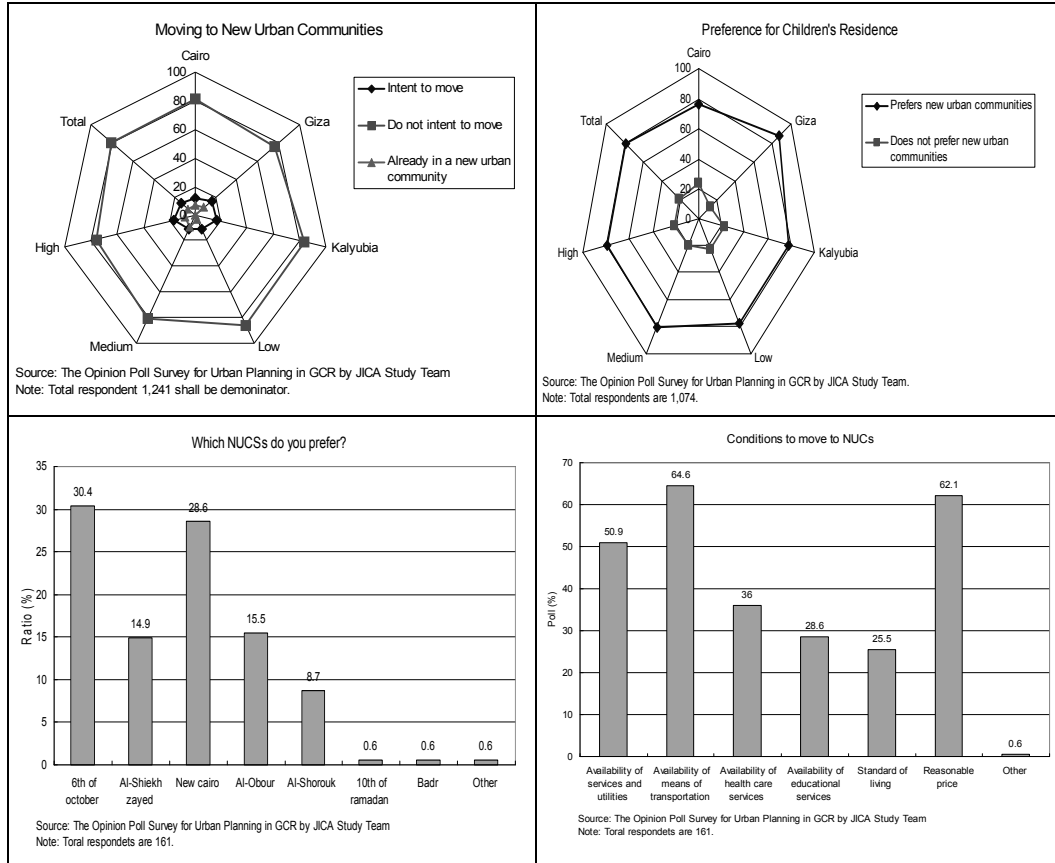 Moving to New Urban Communities
Cairo
100
80
60
40
20
0
Giza
Kalyubia
Low
Medium
High
Total
Intent to move
Do not intent to move
Already in a new urban
community
Source: The Opinion Poll Survey for Urban Planning in GCR by JICA Study Team
Note: Total respondent 1,241 shall be demoninator.
Preference for Children's Residence
Cairo
100
80
60
40
20
0
Giza
Kalyubia
Low
Medium
High
Total
Prefers new urban communities
Does not prefer new urban
communities
Source: The Opinion Poll Survey for Urban Planning in GCR by JICA Study Team.
Note: Total respondents are 1,074.
Which NUCSs do you prefer?
Ratio (%)
35
30
25
20
15
10
5
0
30.4
14.9
28.6
15.5
8.7
0.6
0.6
0.6
6th of
october
Al-Shiekh
zayed
New cairo
Al-Obour
Al-Shorouk
10th of
ramadan
Badr
Other
Source: The Opinion Poll Survey for Urban Planning in GCR by JICA Study Team
Note: Toral respondets are 161.
Conditions to move to NUCs
Poll (%)
70
60
50
40
30
20
10
0
50.9
64.6
36
28.6
25.5
62.1
0.6
Availability of
services and
utilities
Availability of
means of
transportation
Availability of
health care
services
Availability of
educational
services
Standard of
living
Reasonable
price
Other
Source: The Opinion Poll Survey for Urban Planning in GCR by JICA Study Team
Note: Toral respondents are 161.